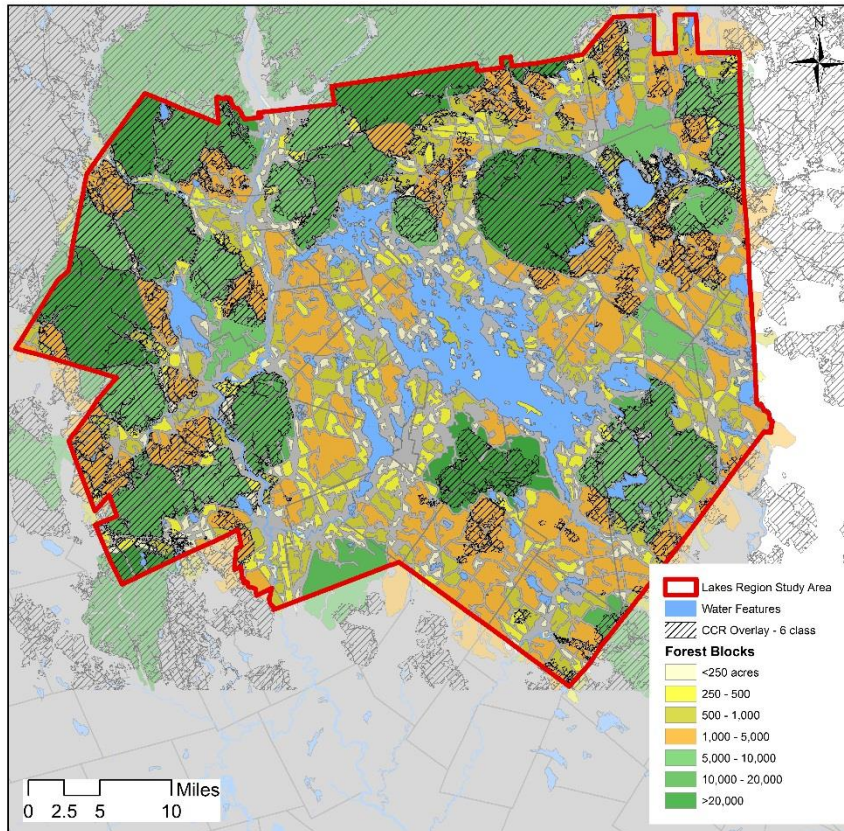 N
Lakes Region Study Area
Water Features
CCR Overlay - 6 class
Forest Blocks
<250 acres
250 - 500
500 - 1,000
1,000 - 5,000
5,000 - 10,000
10,000 - 20,000
>20,000
Miles
0 2.5 5 10